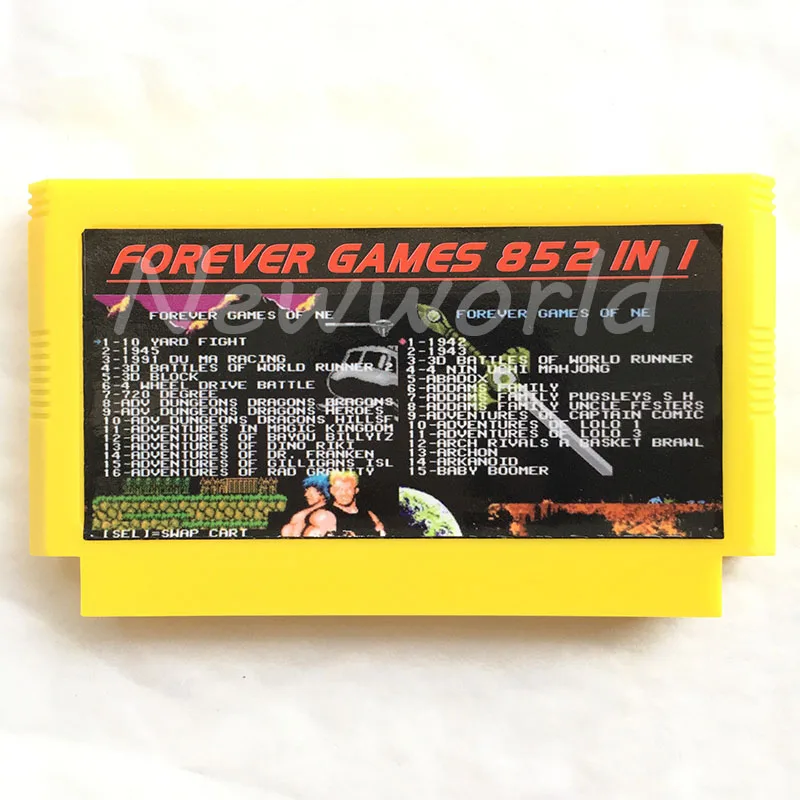 FOREVER GAMES 852 IN 1
Newworld
FOREVER GAMES OF NE
1-10 YARD FIGHT
2-1945
3-1991 DU MA RACING
4-3D BATTLES OF WORLD RUNNER 2
5-3D BLOCK
6-4 WHEEL DRIVE BATTLE
7-720 DEGREE
8-ADV DUNGEONS DRAGONS DRAGONS
9-ADV DUNGEONS DRAGONS HEROES
10-ADV DUNGEONS DRAGONS HILLSF
11-ADVENTURES IN MAGIC KINGDOM
12-ADVENTURES OF BAYOU BILLY[Z
13-ADVENTURES OF DINO RIKI
14-ADVENTURES OF DR. FRANKEN
15-ADVENTURES OF GILLIGANS ISL
16-ADVENTURES OF RAD GRAVITY
[SEL]=SWAP CART
FOREVER GAMES OF NE
1-1942
2-1943
3-3D BATTLES OF WORLD RUNNER
4-4 NIN UCHI MAHJONG
5-ABADOX
6-ADDAMS FAMILY
7-ADDAMS FAMILY PUGSLEYS S H
8-ADDAMS FAMILY UNCLE FESTERS
9-ADVENTURES OF CAPTAIN COMIC
10-ADVENTURES OF LOLO 1
11-ADVENTURES OF LOLO 3
12-ARCH RIVALS A BASKET BRAWL
13-ARCHON
14-ARKANOID
15-BABY BOOMER